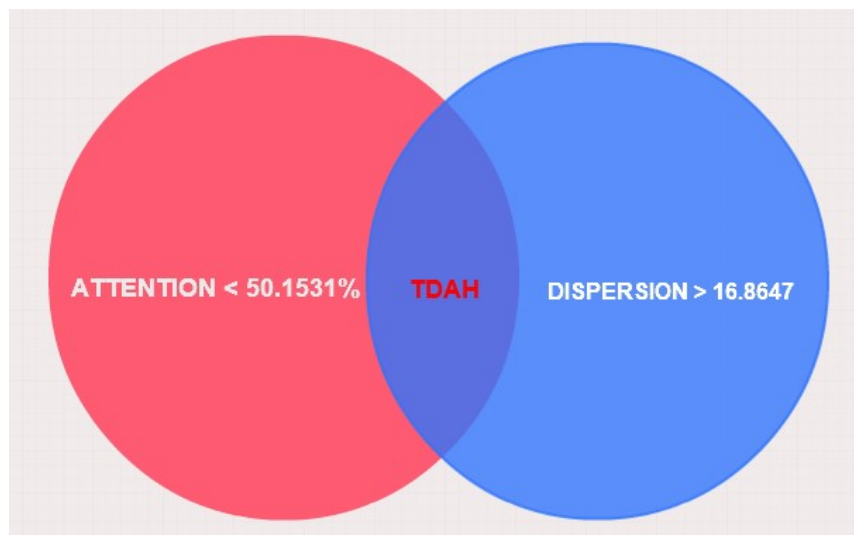 ATTENTION < 50.1531%
TDAH
DISPERSION > 16.8647